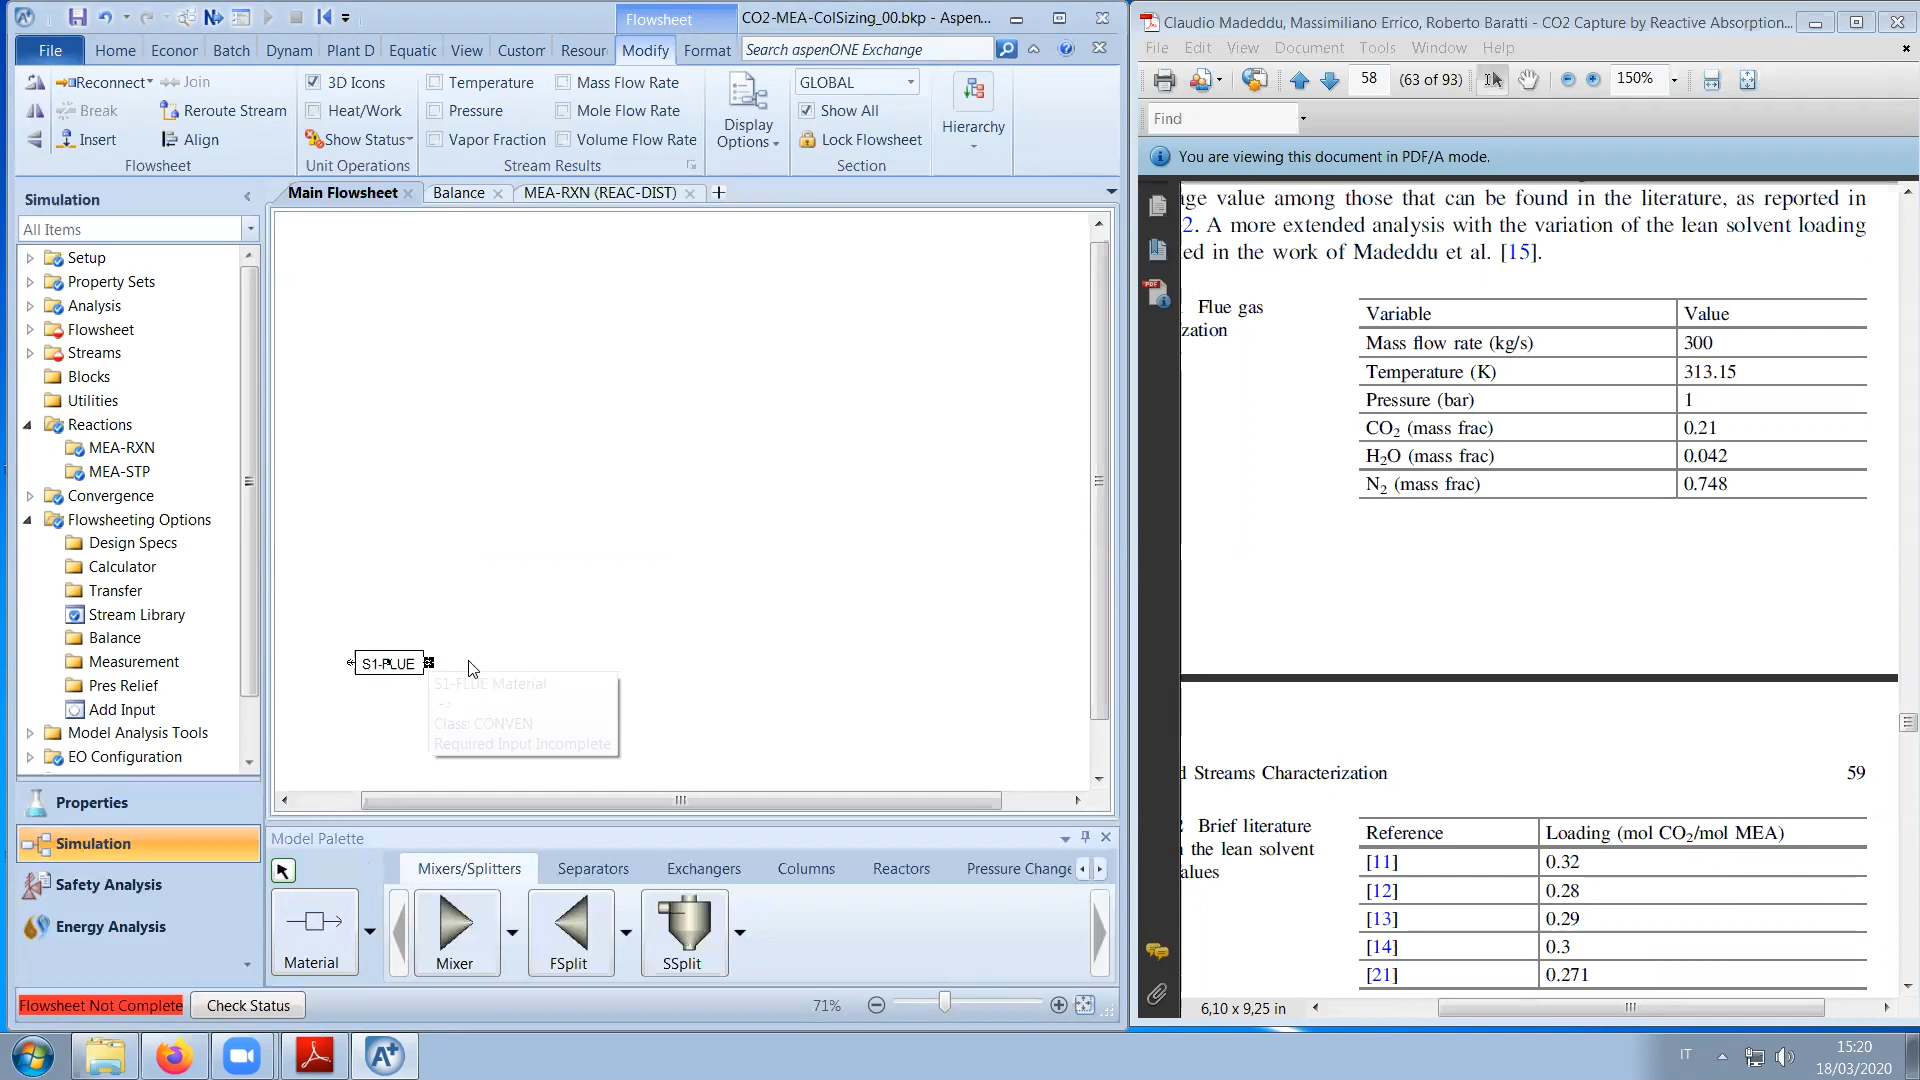 Flowsheet
CO2-MEA-ColSizing_00.bkp - Aspen...
File
Home
Econor
Batch
Dynam
Plant D
Equatic
View
Custom
Resour
Modify
Format
Search aspenONE Exchange
Reconnect
Join
Break
Reroute Stream
Insert
Align
Flowsheet
3D Icons
Heat/Work
Show Status
Unit Operations
Temperature
Mass Flow Rate
Pressure
Mole Flow Rate
Vapor Fraction
Volume Flow Rate
Stream Results
Display
Options
GLOBAL
Show All
Lock Flowsheet
Section
Hierarchy
Simulation
All Items
Setup
Property Sets
Analysis
Flowsheet
Streams
Blocks
Utilities
Reactions
MEA-RXN
MEA-STP
Convergence
Flowsheeting Options
Design Specs
Calculator
Transfer
Stream Library
Balance
Measurement
Pres Relief
Add Input
Model Analysis Tools
EO Configuration
Properties
Simulation
Safety Analysis
Energy Analysis
Main Flowsheet
Balance
MEA-RXN (REAC-DIST)
S1-FLUE
S1-FLUE Material
->
Class: CONVEN
Required Input Incomplete
Model Palette
Mixers/Splitters
Separators
Exchangers
Columns
Reactors
Pressure Change
Material
Mixer
FSplit
SSplit
Flowsheet Not Complete
Check Status
71%
Claudio Madeddu, Massimiliano Errico, Roberto Baratti - CO2 Capture by Reactive Absorption...
File Edit View Document Tools Window Help
58
(63 of 93)
150%
Find
You are viewing this document in PDF/A mode.
age value among those that can be found in the literature, as reported in
2. A more extended analysis with the variation of the lean solvent loading
ed in the work of Madeddu et al. [15].
Flue gas
zation
Variable Value
Mass flow rate (kg/s) 300
Temperature (K) 313.15
Pressure (bar) 1
CO2 (mass frac) 0.21
H2O (mass frac) 0.042
N2 (mass frac) 0.748
d Streams Characterization 59
2 Brief literature
n the lean solvent
alues
Reference Loading (mol CO2/mol MEA)
[11] 0.32
[12] 0.28
[13] 0.29
[14] 0.3
[21] 0.271
6,10 x 9,25 in
IT
15:20
18/03/2020